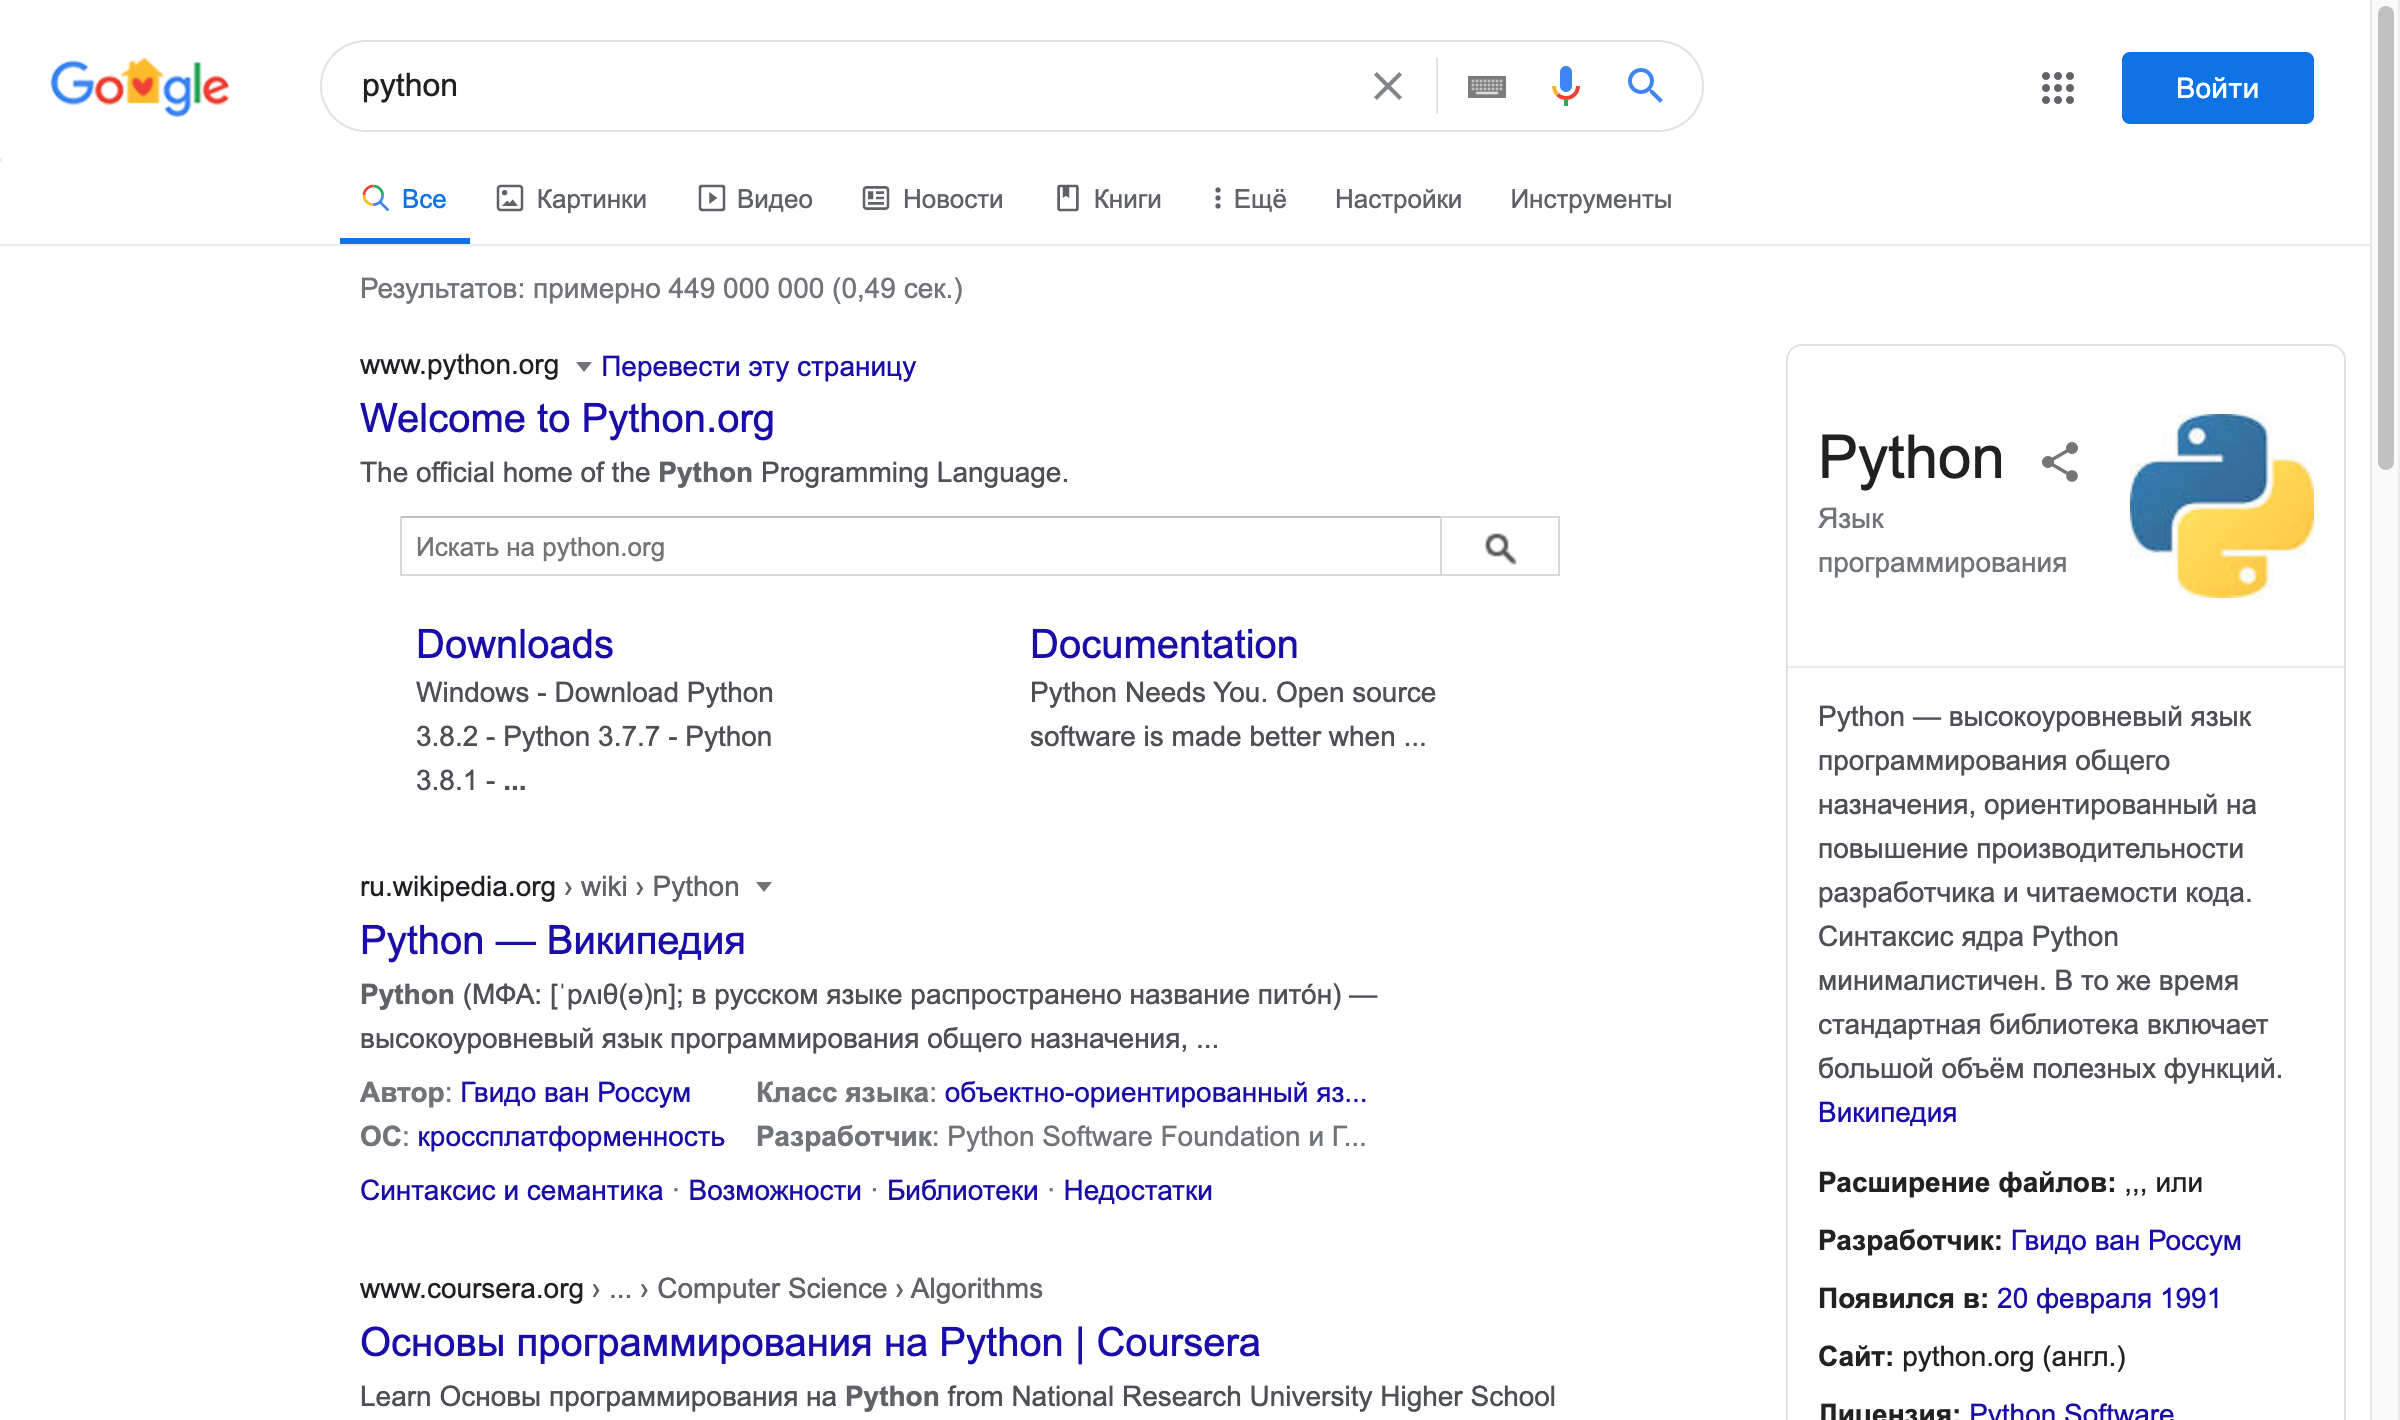 Google
python
Войти
Все
Картинки
Видео
Новости
Книги
Ещё
Настройки
Инструменты
Результатов: примерно 449 000 000 (0,49 сек.)
www.python.org Перевести эту страницу
Welcome to Python.org
The official home of the Python Programming Language.
Искать на python.org
Downloads
Windows - Download Python
3.8.2 - Python 3.7.7 - Python
3.8.1 - ...
Documentation
Python Needs You. Open source
software is made better when ...
ru.wikipedia.org › wiki › Python
Python — Википедия
Python (МФА: [ˈpʌɪθ(ə)n]; в русском языке распространено название пито́н) —
высокоуровневый язык программирования общего назначения, ...
Автор: Гвидо ван Россум Класс языка: объектно-ориентированный яз...
ОС: кроссплатформенность Разработчик: Python Software Foundation и Г...
Синтаксис и семантика · Возможности · Библиотеки · Недостатки
www.coursera.org › ... › Computer Science › Algorithms
Основы программирования на Python | Coursera
Learn Основы программирования на Python from National Research University Higher School
Python
Язык
программирования
Python — высокоуровневый язык
программирования общего
назначения, ориентированный на
повышение производительности
разработчика и читаемости кода.
Синтаксис ядра Python
минималистичен. В то же время
стандартная библиотека включает
большой объём полезных функций.
Википедия
Расширение файлов: ,,, или
Разработчик: Гвидо ван Россум
Появился в: 20 февраля 1991
Сайт: python.org (англ.)
Лицензия: Python Software